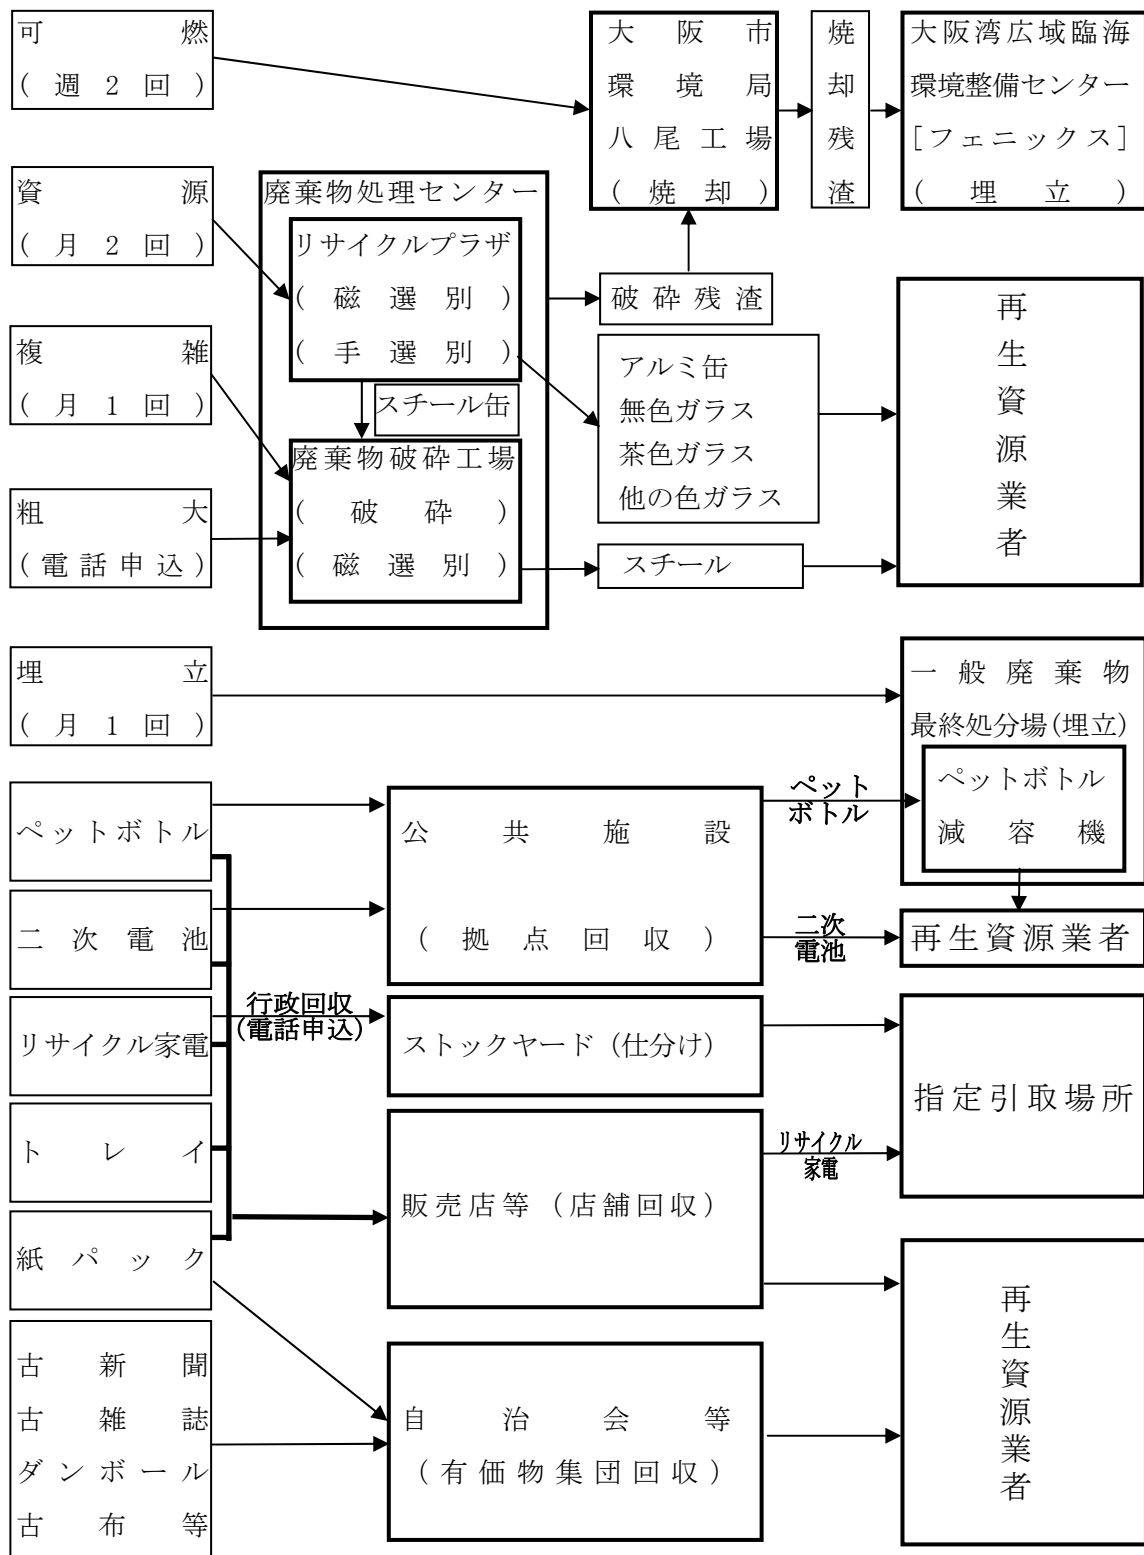 可燃
(週2回)
大阪市
環境局
八尾工場
(焼却)
焼却残渣
大阪湾広域臨海
環境整備センター
[フェニックス]
(埋立)
資源
(月2回)
廃棄物処理センター
リサイクルプラザ
(磁選別)
(手選別)
破砕残渣
再生資源業者
複雑
(月1回)
スチール缶
アルミ缶
無色ガラス
茶色ガラス
他の色ガラス
廃棄物破砕工場
(破砕)
(磁選別)
粗大
(電話申込)
スチール
埋立
(月1回)
一般廃棄物
最終処分場(埋立)
ペットボトル
減容機
ペットボトル
公共施設
(拠点回収)
ペット
ボトル
二次電池
二次
電池
再生資源業者
リサイクル家電
行政回収
(電話申込)
ストックヤード(仕分け)
指定引取場所
トレイ
販売店等(店舗回収)
リサイクル
家電
紙パック
再生資源業者
古新聞
古雑誌
ダンボール
古布等
自治会等
(有価物集団回収)